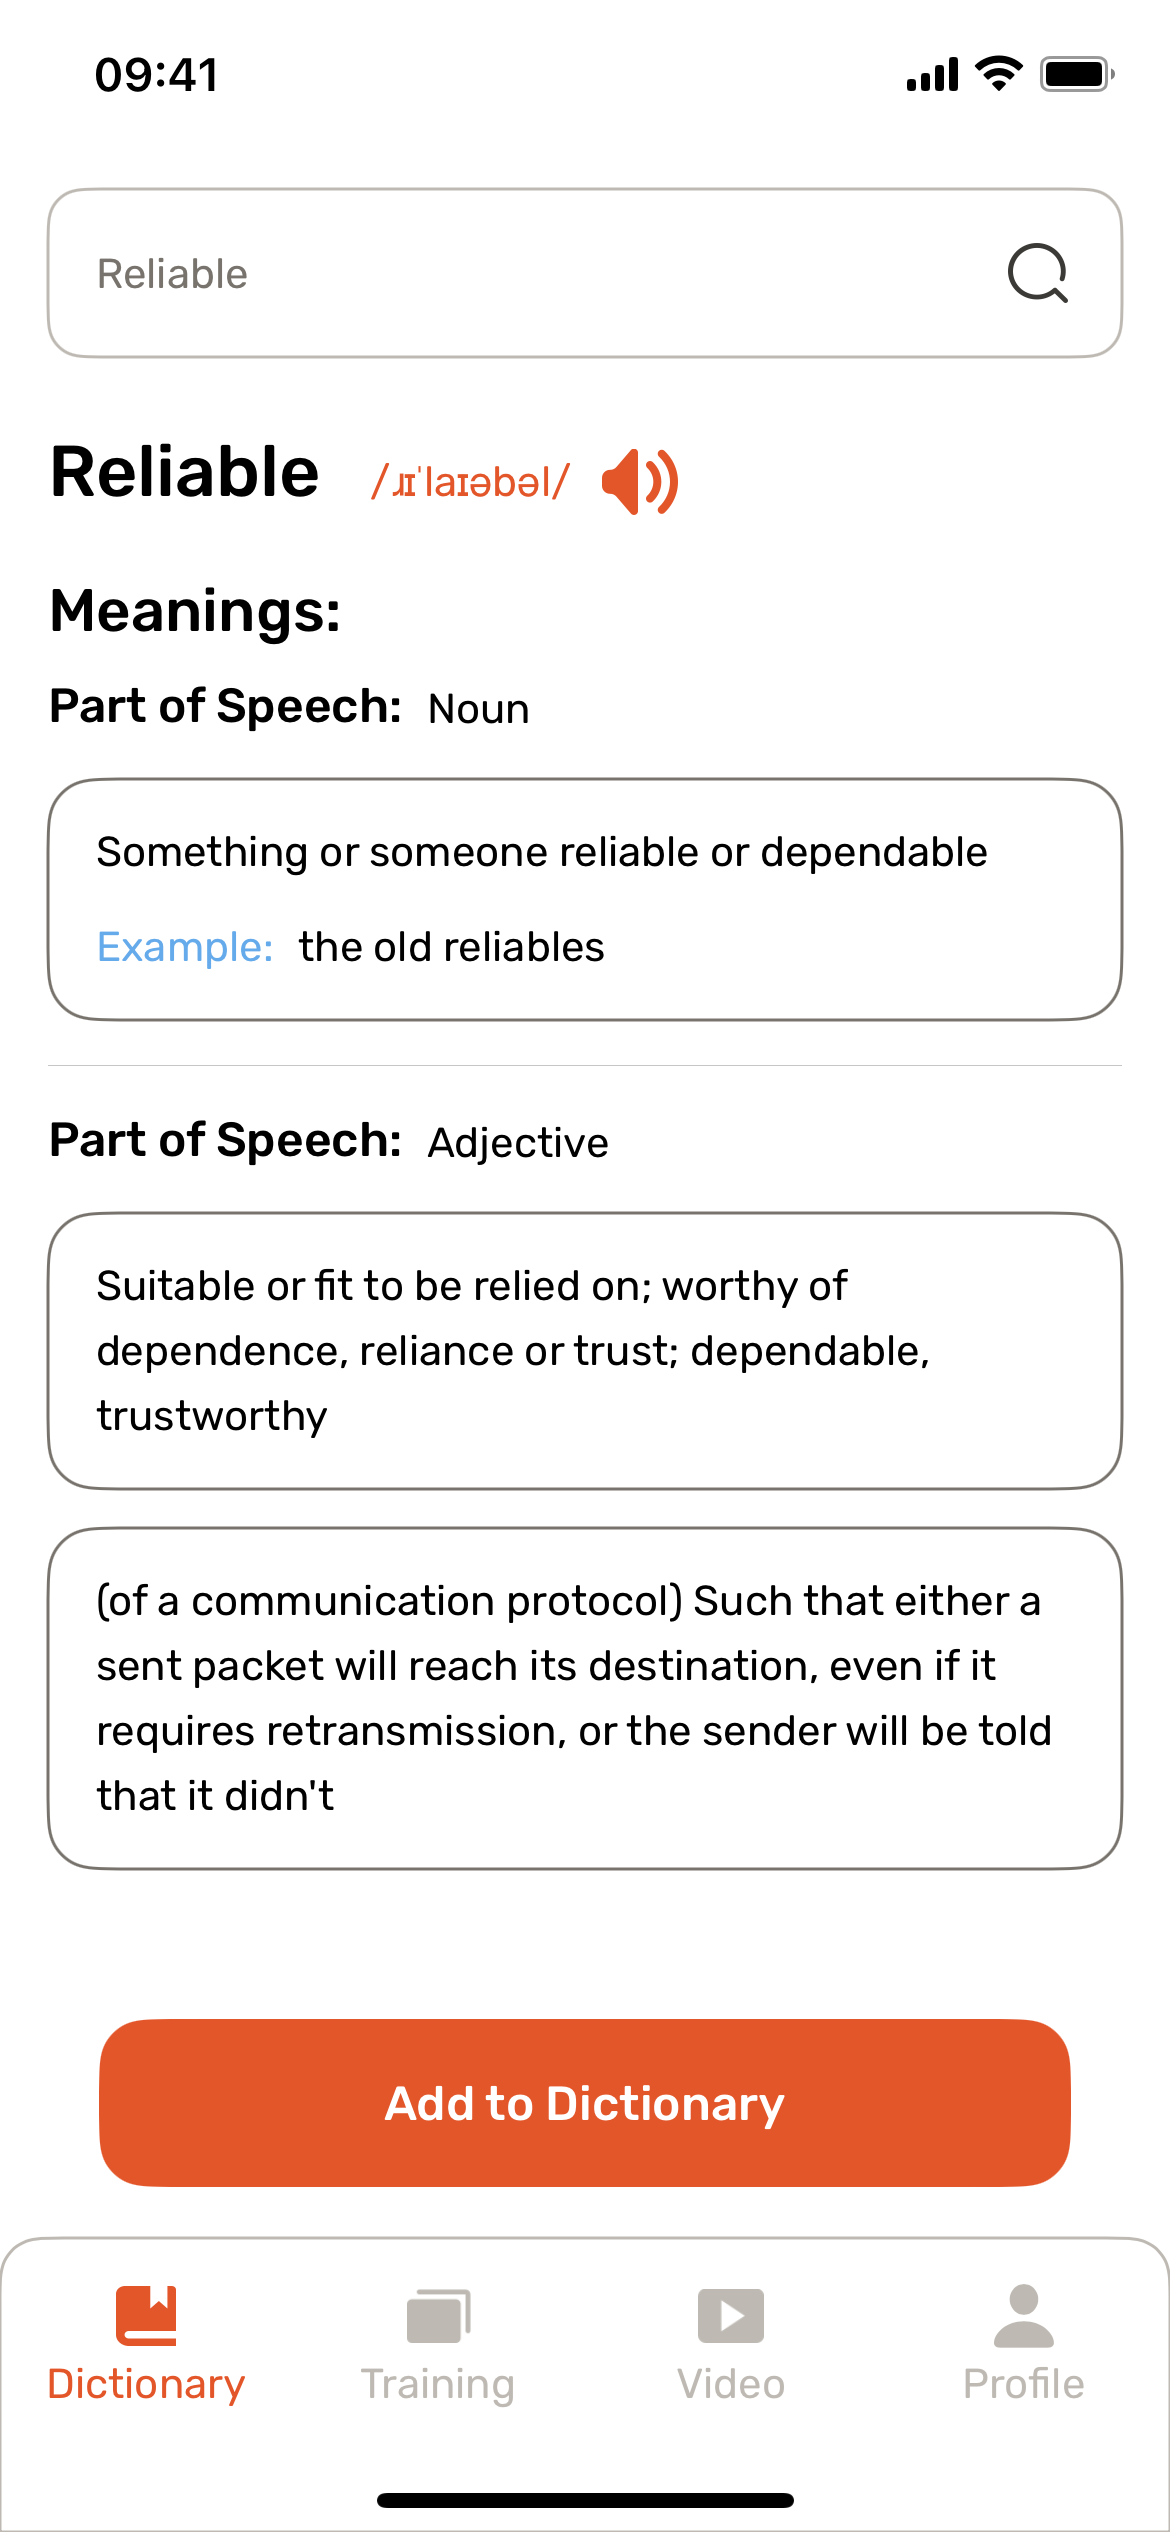 09:41
Reliable
Reliable /ɹɪˈlaɪəbəl/
Meanings:
Part of Speech: Noun
Something or someone reliable or dependable
Example: the old reliables
Part of Speech: Adjective
Suitable or fit to be relied on; worthy of
dependence, reliance or trust; dependable,
trustworthy
(of a communication protocol) Such that either a
sent packet will reach its destination, even if it
requires retransmission, or the sender will be told
that it didn't
Add to Dictionary
Dictionary Training Video Profile